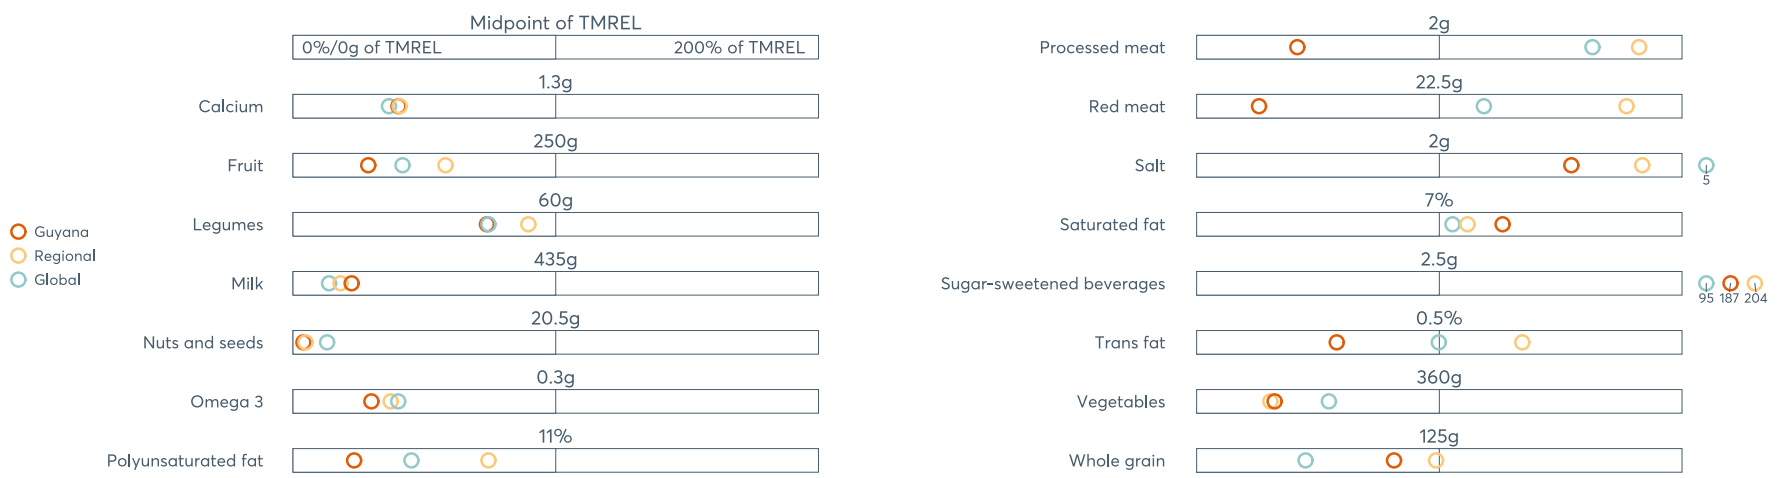 Midpoint of TMREL
0%/0g of TMREL 200% of TMREL
1.3g
Calcium
250g
Fruit
60g
Legumes
435g
Milk
20.5g
Nuts and seeds
0.3g
Omega 3
11%
Polyunsaturated fat
Guyana
Regional
Global
2g
Processed meat
22.5g
Red meat
2g
Salt
5
7%
Saturated fat
2.5g
Sugar-sweetened beverages
95 187 204
0.5%
Trans fat
360g
Vegetables
125g
Whole grain